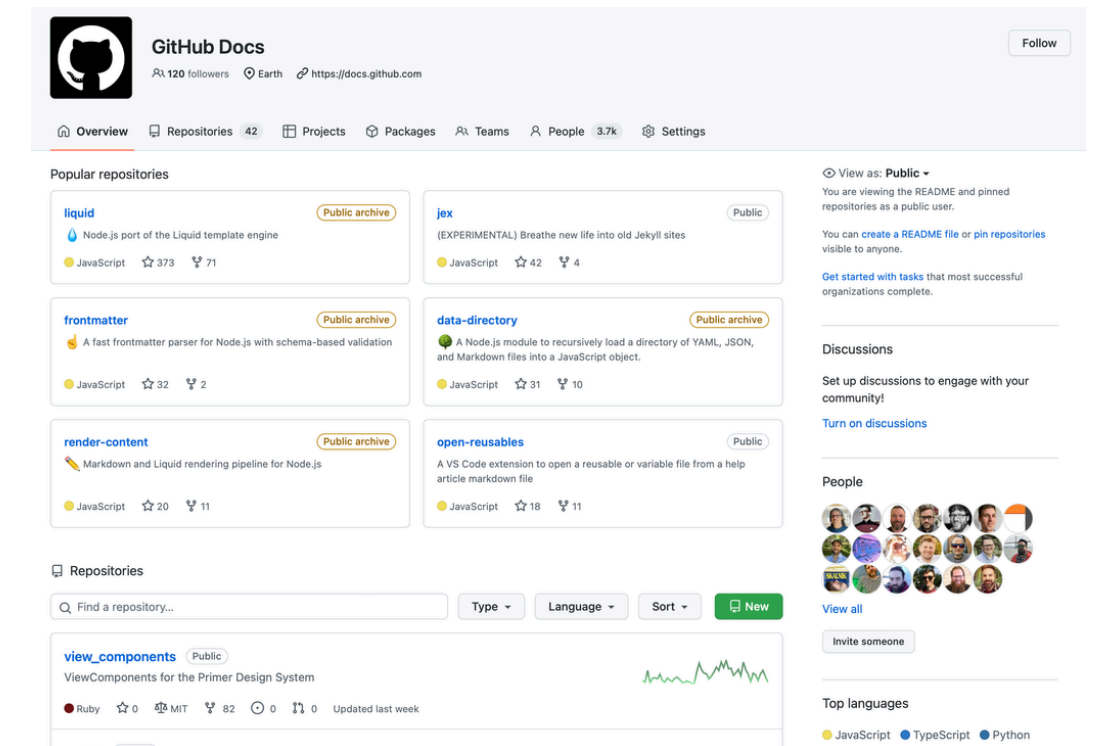 GitHub Docs
120 followers Earth https://docs.github.com
Follow
Overview Repositories 42 Projects Packages Teams People 3.7k Settings
Popular repositories
liquid Public archive
Node.js port of the Liquid template engine
JavaScript 373 71
jex Public
(EXPERIMENTAL) Breathe new life into old Jekyll sites
JavaScript 42 4
frontmatter Public archive
A fast frontmatter parser for Node.js with schema-based validation
JavaScript 32 2
data-directory Public archive
A Node.js module to recursively load a directory of YAML, JSON,
and Markdown files into a JavaScript object.
JavaScript 31 10
render-content Public archive
Markdown and Liquid rendering pipeline for Node.js
JavaScript 20 11
open-reusables Public
A VS Code extension to open a reusable or variable file from a help
article markdown file
JavaScript 18 11
Repositories
Find a repository...
Type Language Sort New
view_components Public
ViewComponents for the Primer Design System
Ruby 0 MIT 82 0 0 Updated last week
View as: Public
You are viewing the README and pinned
repositories as a public user.
You can create a README file or pin repositories
visible to anyone.
Get started with tasks that most successful
organizations complete.
Discussions
Set up discussions to engage with your
community!
Turn on discussions
People
View all
Invite someone
Top languages
JavaScript TypeScript Python